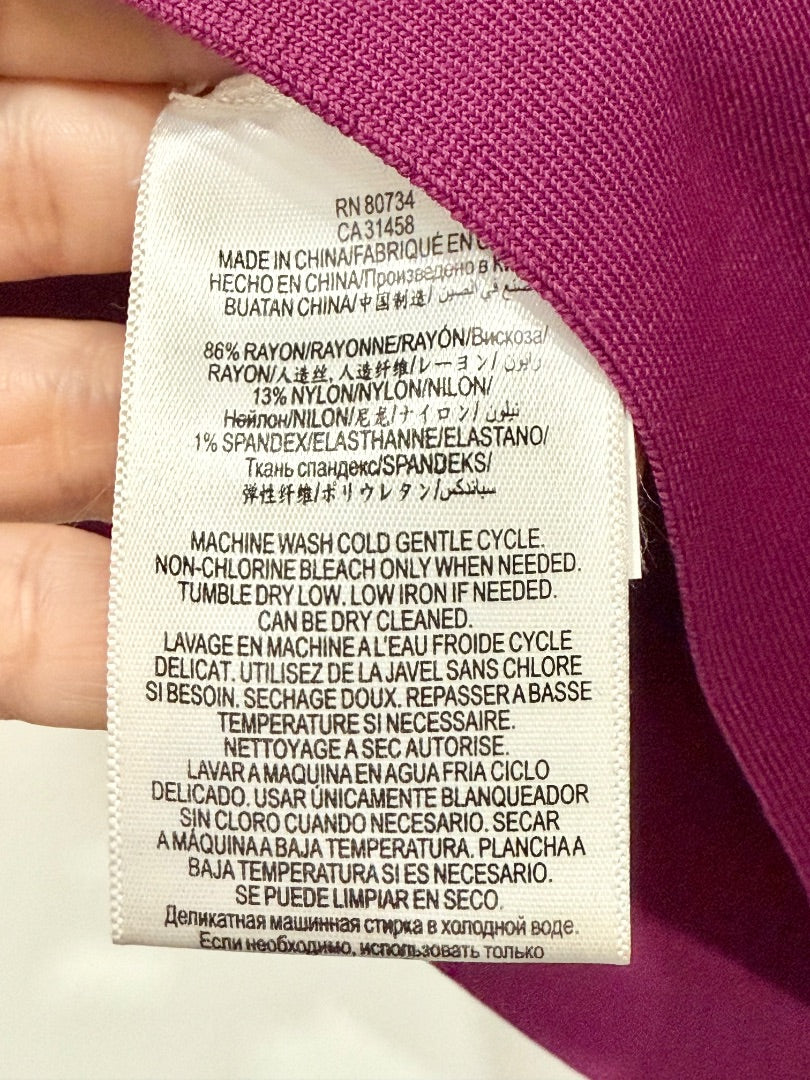 RN 80734
CA 31458
MADE IN CHINA/FABRIQUÉ EN
HECHO EN CHINA/Произведено в
BUATAN CHINA/中国制造/ في الصين
86% RAYON/RAYONNE/RAYÓN/Вискоза/
RAYON/人造丝, 人造纤维/レーヨン/ رايون/
13% NYLON/NYLON/NILON/
Нейлон/NILON/尼龙/ナイロン/ نيلون/
1% SPANDEX/ELASTHANNE/ELASTANO/
Ткань спандекс/SPANDEKS/
弹性纤维/ポリウレタン/سباندكس
MACHINE WASH COLD GENTLE CYCLE.
NON-CHLORINE BLEACH ONLY WHEN NEEDED.
TUMBLE DRY LOW. LOW IRON IF NEEDED.
CAN BE DRY CLEANED.
LAVAGE EN MACHINE A L'EAU FROIDE CYCLE
DELICAT. UTILISEZ DE LA JAVEL SANS CHLORE
SI BESOIN. SECHAGE DOUX. REPASSER A BASSE
TEMPERATURE SI NECESSAIRE.
NETTOYAGE A SEC AUTORISE.
LAVAR A MAQUINA EN AGUA FRIA CICLO
DELICADO. USAR ÚNICAMENTE BLANQUEADOR
SIN CLORO CUANDO NECESARIO. SECAR
A MÁQUINA A BAJA TEMPERATURA. PLANCHA A
BAJA TEMPERATURA SI ES NECESARIO.
SE PUEDE LIMPIAR EN SECO.
Деликатная машинная стирка в холодной воде.
Если необходимо, использовать только